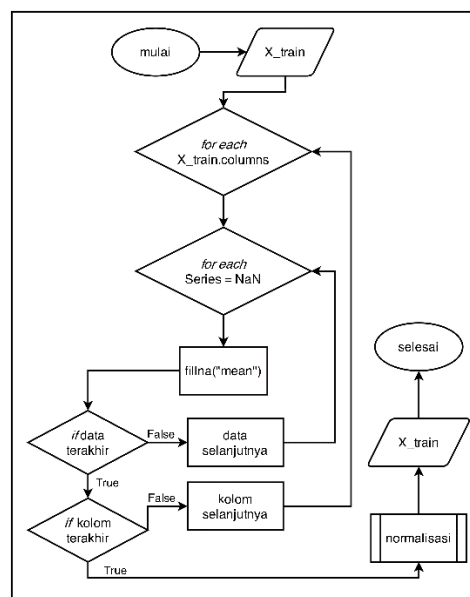 mulai
X_train
for each
X_train.columns
for each
Series = NaN
fillna("mean")
if data
terakhir
False
data
selanjutnya
True
if kolom
terakhir
False
kolom
selanjutnya
True
normalisasi
X_train
selesai